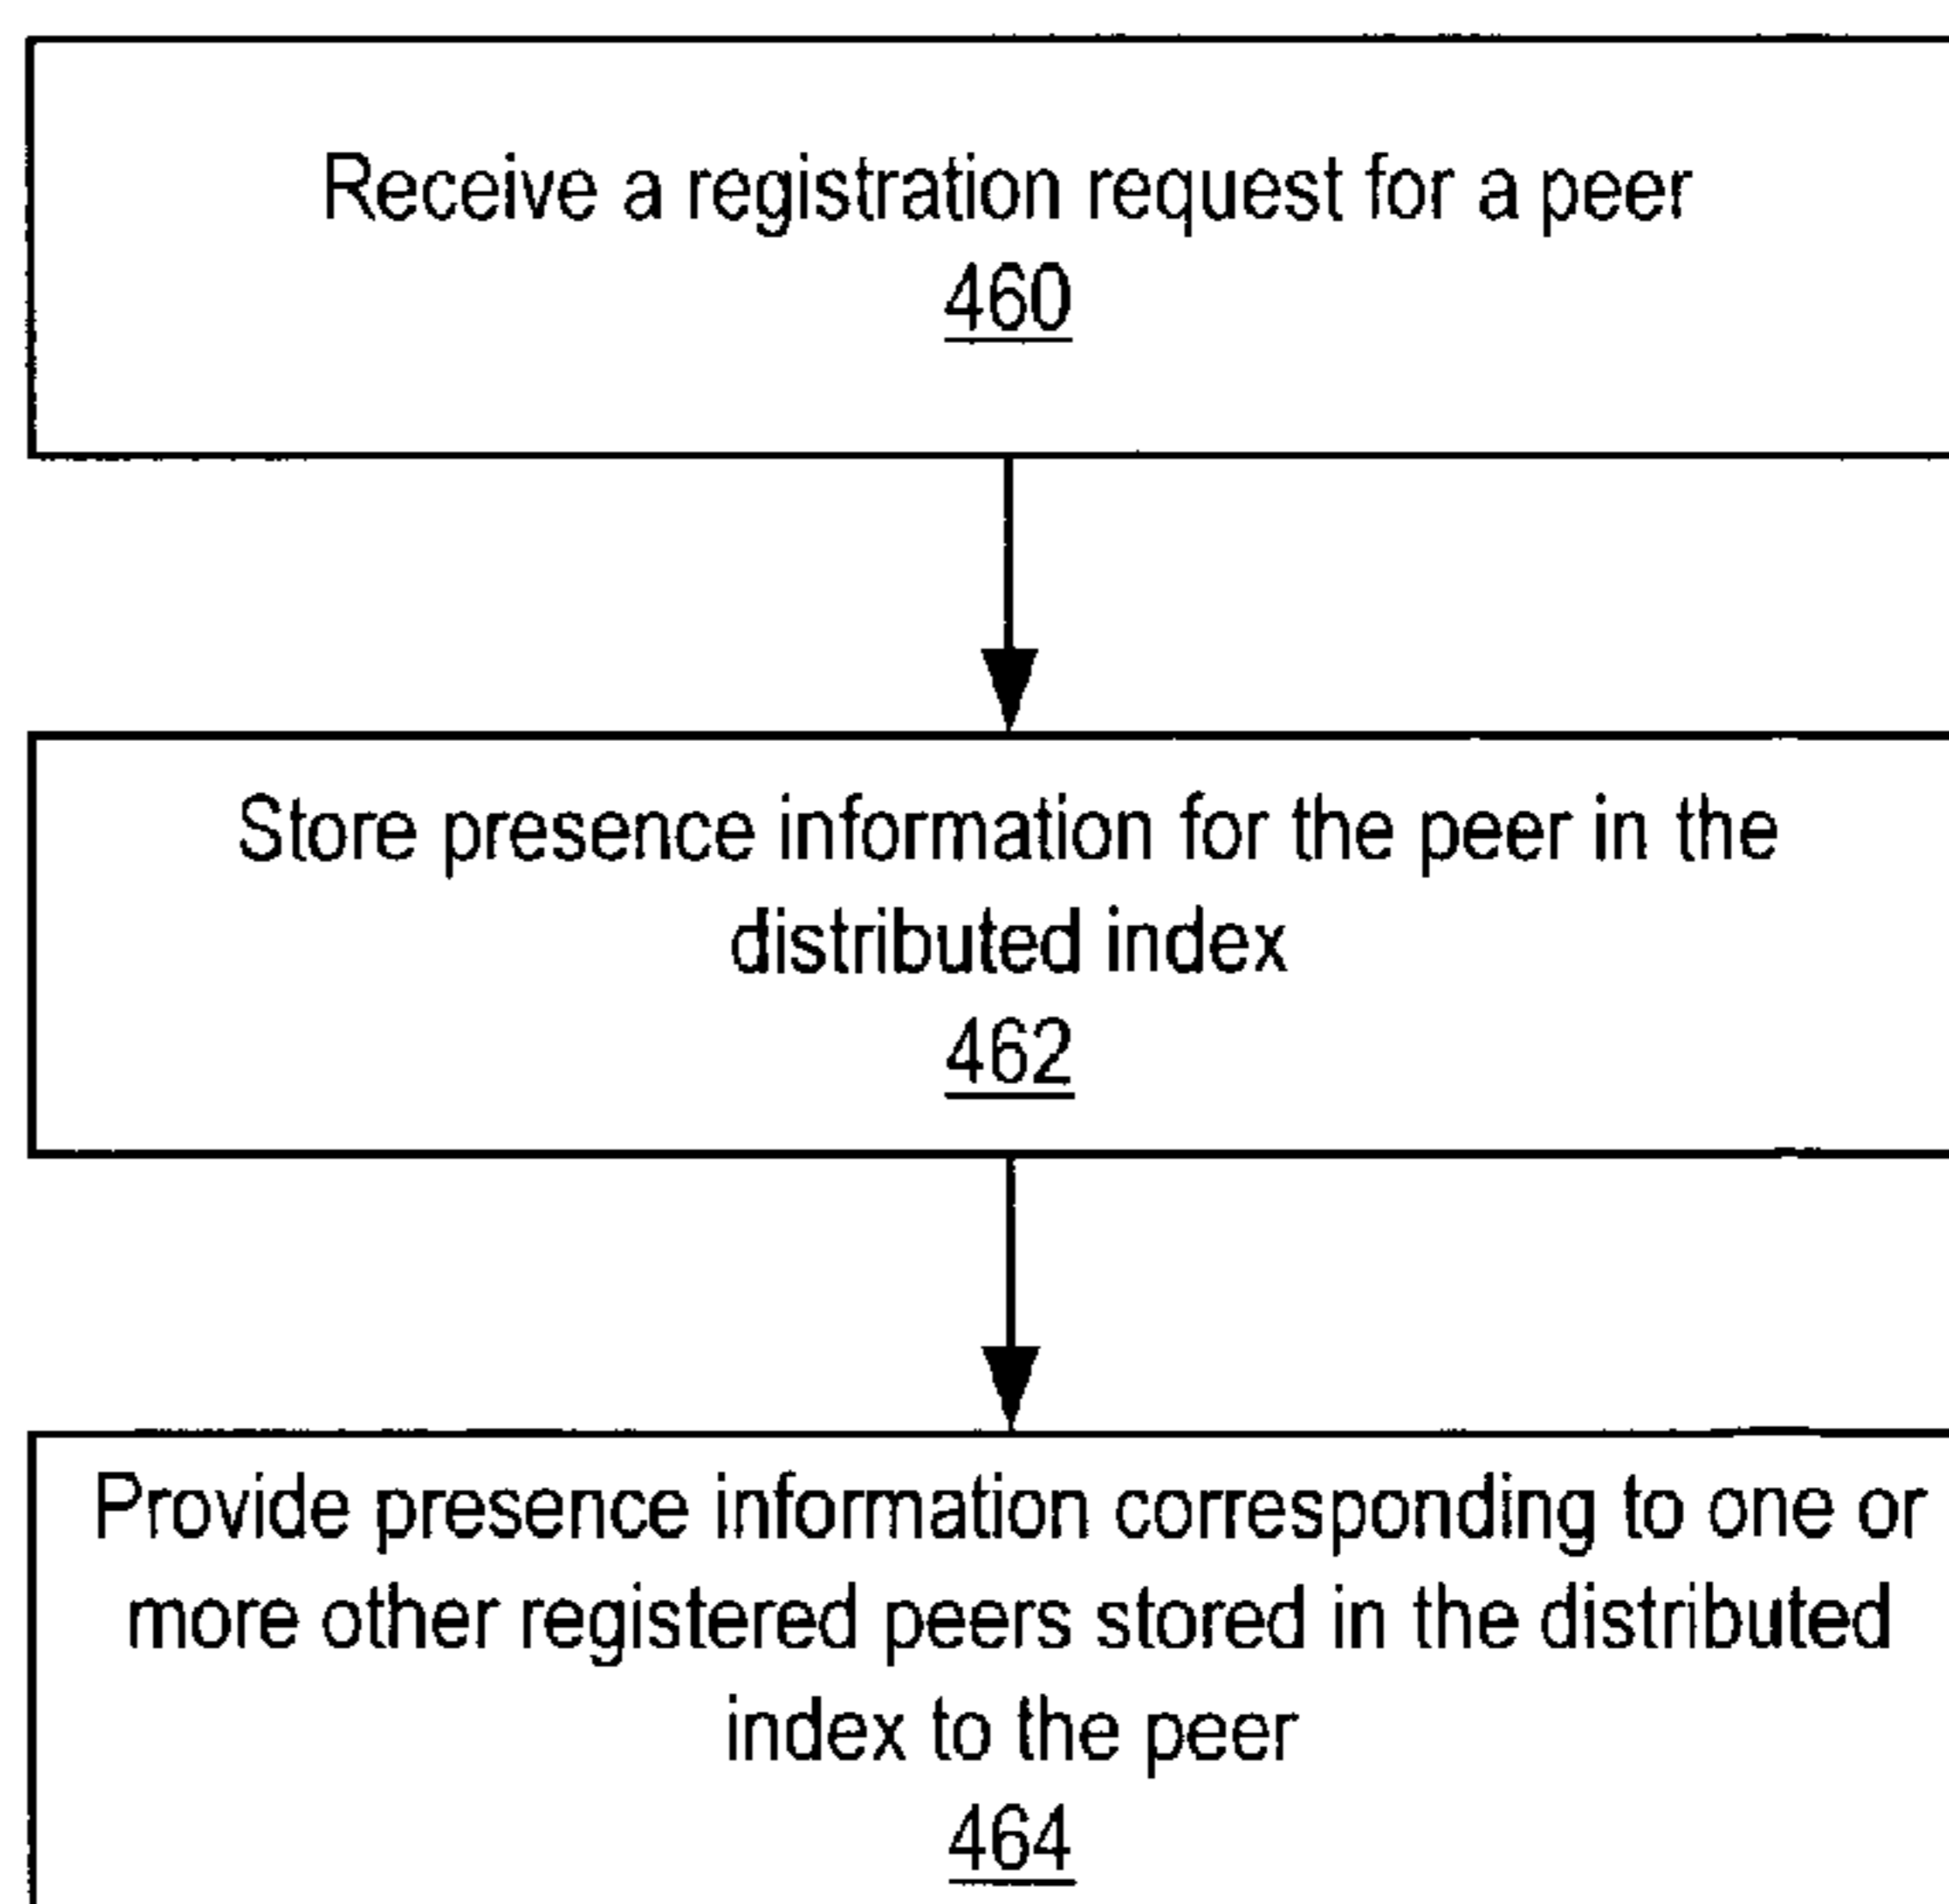 Receive a registration request for a peer
460
Store presence information for the peer in the
distributed index
462
Provide presence information corresponding to one or
more other registered peers stored in the distributed
index to the peer
464